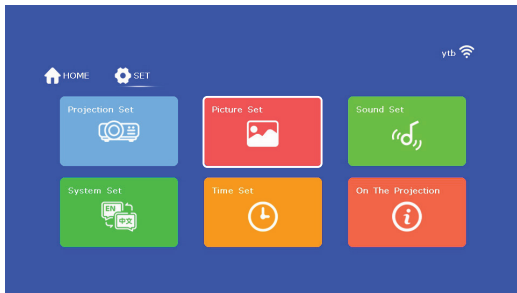 ytb
HOME SET
Projection Set Picture Set Sound Set
System Set Time Set On The Projection
EN
中文